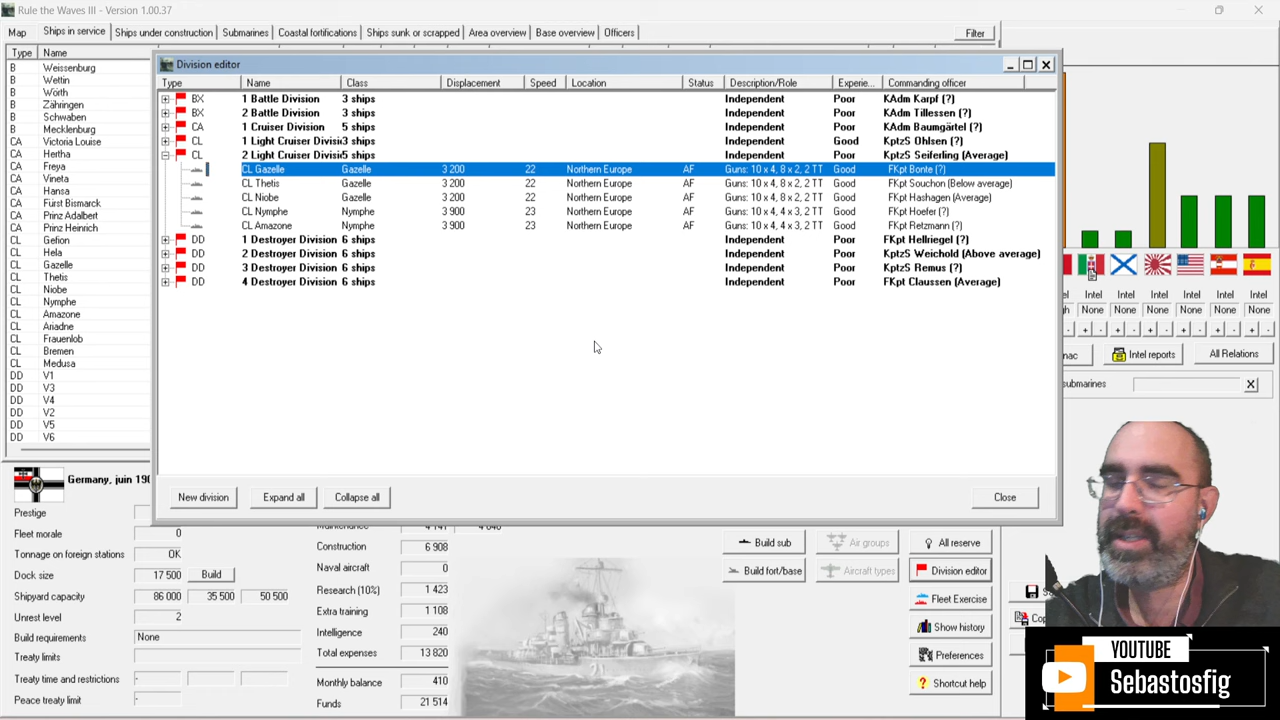 Rule the Waves III - Version 1.00.37
Map Ships in service Ships under construction Submarines Coastal fortifications Ships sunk or scrapped Area overview Base overview Officers Filter
Type Name
B Weissenburg
B Wettin
B Wörth
B Zähringen
B Schwaben
B Mecklenburg
CA Victoria Louise
CA Hertha
CA Freya
CA Vineta
CA Hansa
CA Fürst Bismarck
CA Prinz Adalbert
CA Prinz Heinrich
CL Gefion
CL Hela
CL Gazelle
CL Thetis
CL Niobe
CL Nymphe
CL Amazone
CL Ariadne
CL Frauenlob
CL Bremen
CL Medusa
DD V1
DD V3
DD V4
DD V2
DD V5
DD V6
Division editor
Type Name Class Displacement Speed Location Status Description/Role Experie... Commanding officer
BX 1 Battle Division 3 ships Independent Poor KAdm Karpf (?)
BX 2 Battle Division 3 ships Independent Poor KAdm Tillessen (?)
CA 1 Cruiser Division 5 ships Independent Poor KAdm Baumgärtel (?)
CL 1 Light Cruiser Divisi 3 ships Independent Good KptzS Ohlsen (?)
CL 2 Light Cruiser Divisi 5 ships Independent Poor KptzS Seiferling (Average)
CL Gazelle Gazelle 3 200 22 Northern Europe AF Guns: 10 x 4, 8 x 2, 2 TT Good FKpt Bonte (?)
CL Thetis Gazelle 3 200 22 Northern Europe AF Guns: 10 x 4, 8 x 2, 2 TT Good FKpt Souchon (Below average)
CL Niobe Gazelle 3 200 22 Northern Europe AF Guns: 10 x 4, 8 x 2, 2 TT Good FKpt Hashagen (Average)
CL Nymphe Nymphe 3 900 23 Northern Europe AF Guns: 10 x 4, 4 x 3, 2 TT Good FKpt Hoefer (?)
CL Amazone Nymphe 3 900 23 Northern Europe AF Guns: 10 x 4, 4 x 3, 2 TT Good FKpt Retzmann (?)
DD 1 Destroyer Division 6 ships Independent Poor FKpt Hellriegel (?)
DD 2 Destroyer Division 6 ships Independent Poor KptzS Weichold (Above average)
DD 3 Destroyer Division 6 ships Independent Poor KptzS Remus (?)
DD 4 Destroyer Division 6 ships Independent Poor FKpt Claussen (Average)
New division Expand all Collapse all Close
Intel Intel Intel Intel Intel Intel
None None None None None None
+ - + - + - + - + - + -
nac Intel reports All Relations
submarines X
Germany, juin 190
Prestige
Fleet morale 0
Tonnage on foreign stations OK
Dock size 17 500 Build
Shipyard capacity 86 000 35 500 50 500
Unrest level 2
Build requirements None
Treaty limits
Treaty time and restrictions - - -
Peace treaty limit -
Construction 6 908
Naval aircraft 0
Research (10%) 1 423
Extra training 1 108
Intelligence 240
Total expenses 13 820
Monthly balance 410
Funds 21 514
Build sub Air groups All reserve
Build fort/base Aircraft types Division editor
Fleet Exercise
Show history
Preferences
Shortcut help
YOUTUBE
Sebastosfig